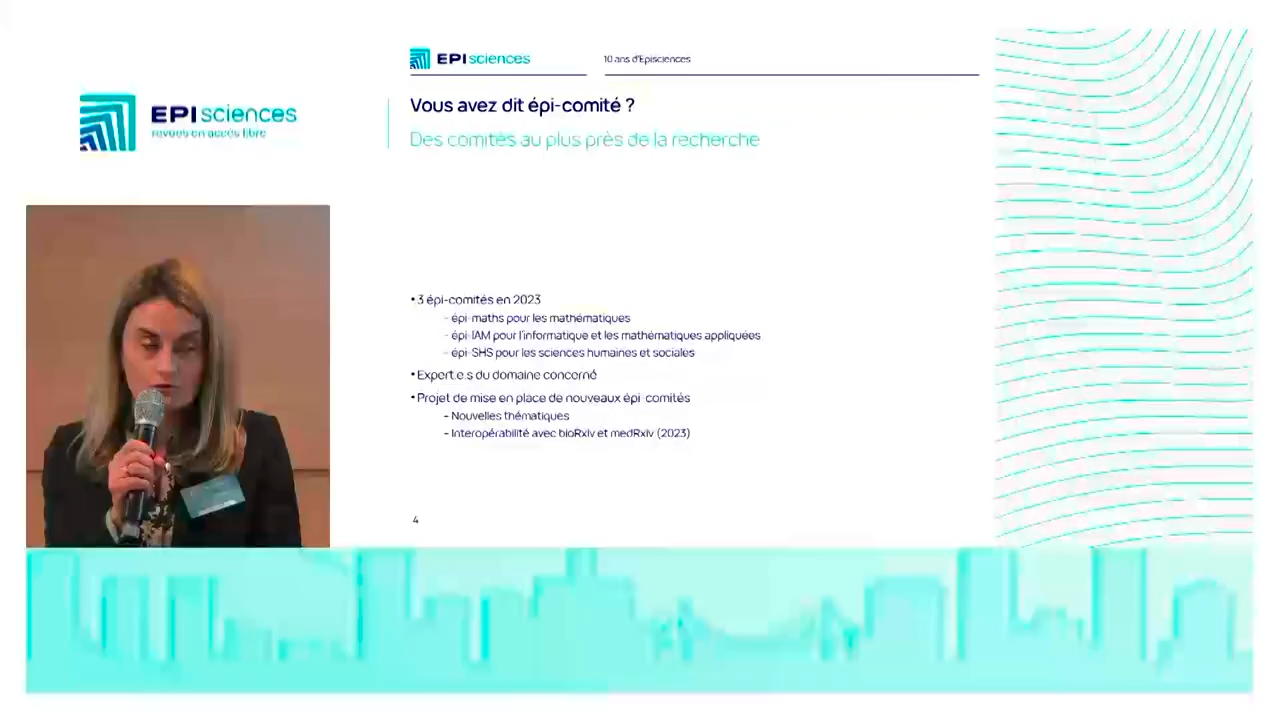 EPIsciences
revues en accès libre
EPIsciences
10 ans d'Episciences
Vous avez dit épi-comité ?
Des comités au plus près de la recherche
• 3 épi-comités en 2023
- épi-maths pour les mathématiques
- épi-IAM pour l'informatique et les mathématiques appliquées
- épi-SHS pour les sciences humaines et sociales
• Expert.e.s du domaine concerné
• Projet de mise en place de nouveaux épi-comités
- Nouvelles thématiques
- Interopérabilité avec bioRxiv et medRxiv (2023)
4